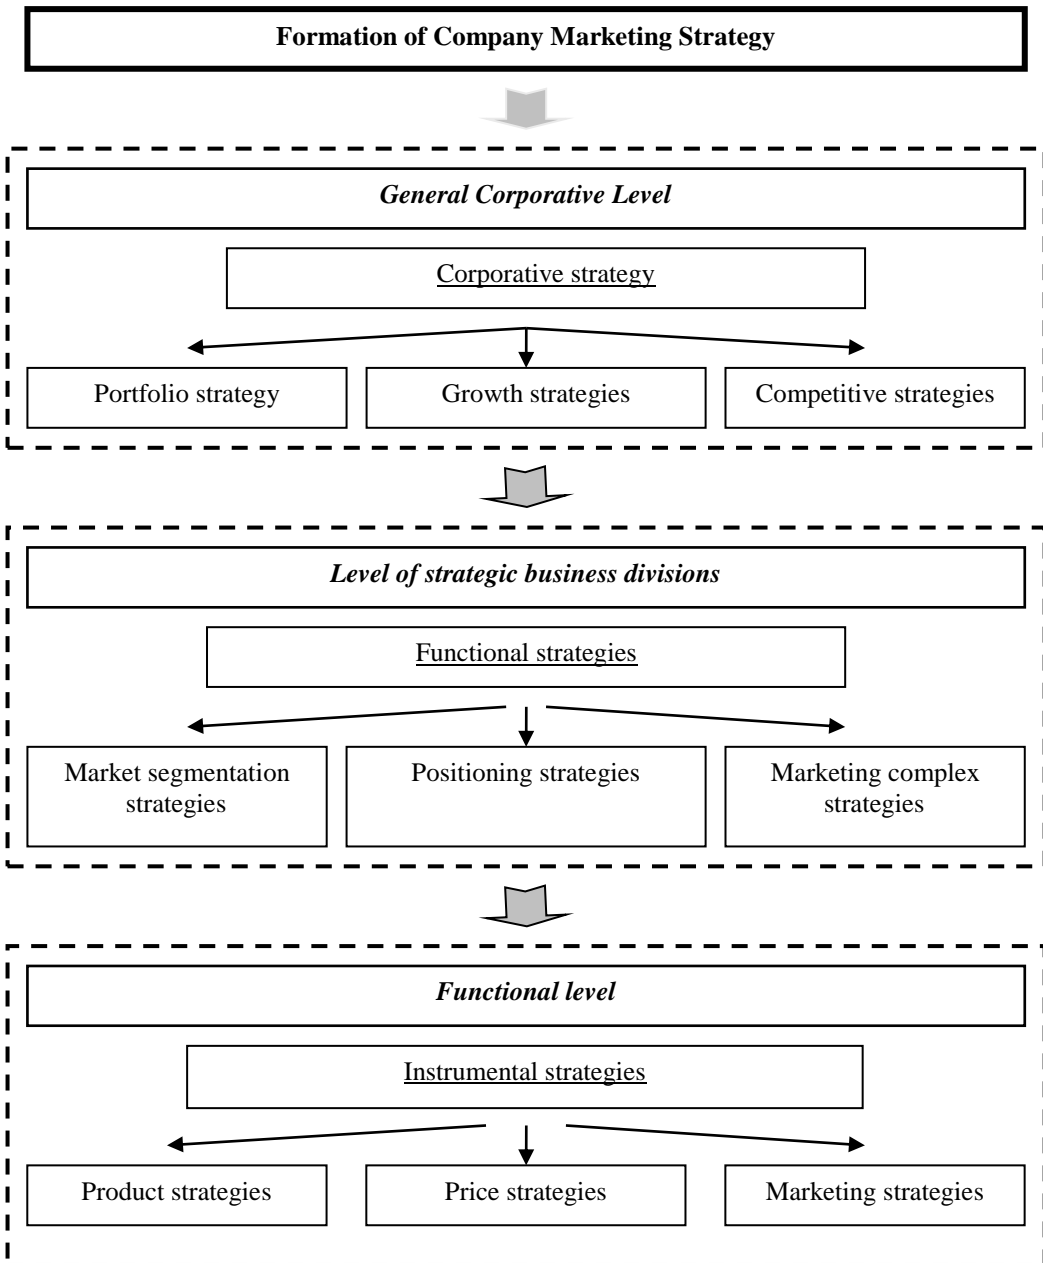 Formation of Company Marketing Strategy
General Corporative Level
Corporative strategy
Portfolio strategy
Growth strategies
Competitive strategies
Level of strategic business divisions
Functional strategies
Market segmentation
strategies
Positioning strategies
Marketing complex
strategies
Functional level
Instrumental strategies
Product strategies
Price strategies
Marketing strategies